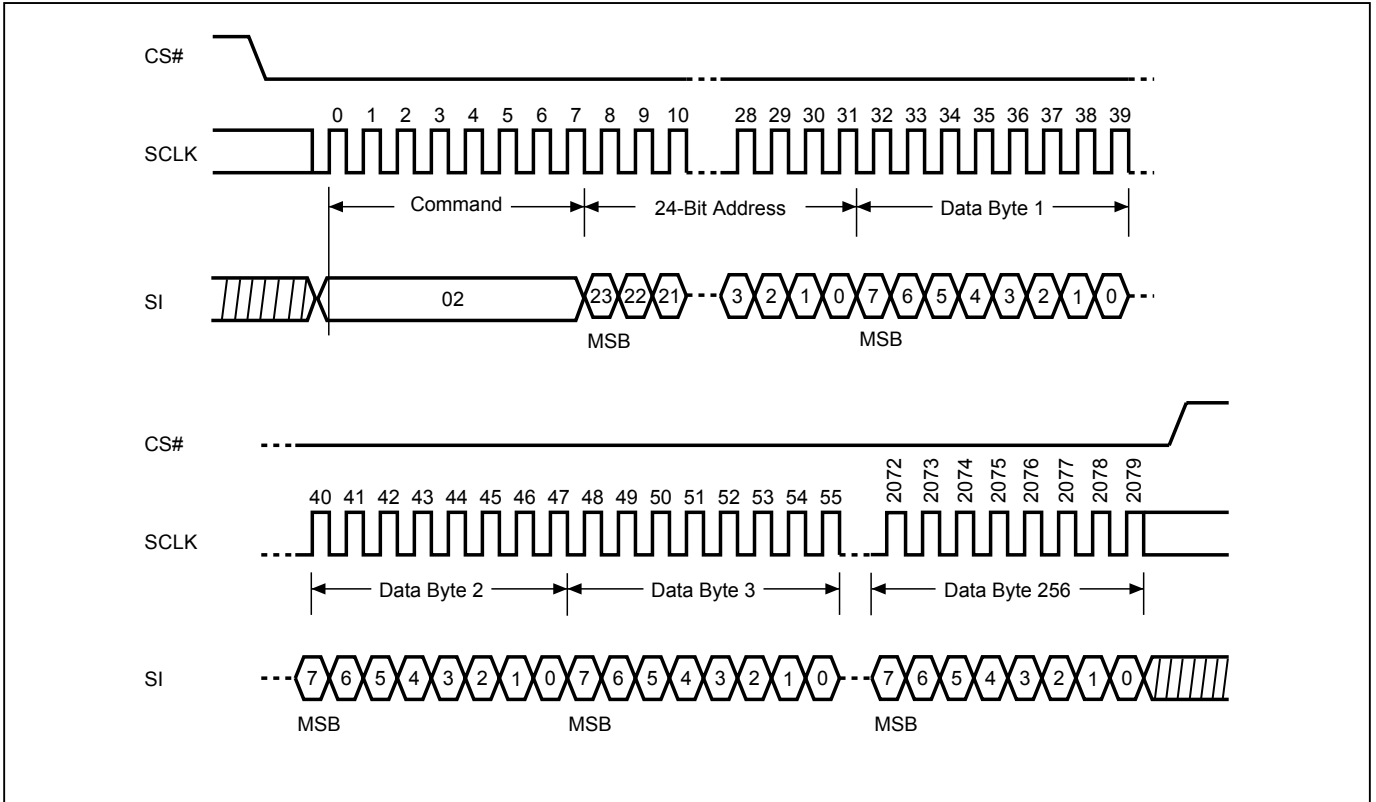 CS#
0 1 2 3 4 5 6 7 8 9 10 28 29 30 31 32 33 34 35 36 37 38 39
SCLK
Command 24-Bit Address Data Byte 1
SI 02 23 22 21 3 2 1 0 7 6 5 4 3 2 1 0
MSB MSB
CS#
40 41 42 43 44 45 46 47 48 49 50 51 52 53 54 55 2072 2073 2074 2075 2076 2077 2078 2079
SCLK
Data Byte 2 Data Byte 3 Data Byte 256
SI 7 6 5 4 3 2 1 0 7 6 5 4 3 2 1 0 7 6 5 4 3 2 1 0
MSB MSB MSB